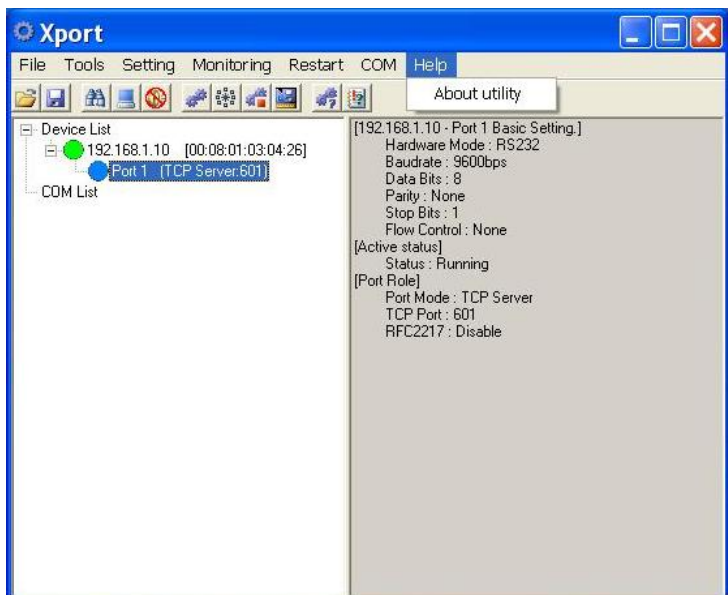 Xport
File Tools Setting Monitoring Restart COM Help
About utility
Device List
192.168.1.10 [00:08:01:03:04:26]
Port 1 (TCP Server:601)
COM List
[192.168.1.10 - Port 1 Basic Setting.]
Hardware Mode : RS232
Baudrate : 9600bps
Data Bits : 8
Parity : None
Stop Bits : 1
Flow Control : None
[Active status]
Status : Running
[Port Role]
Port Mode : TCP Server
TCP Port : 601
RFC2217 : Disable